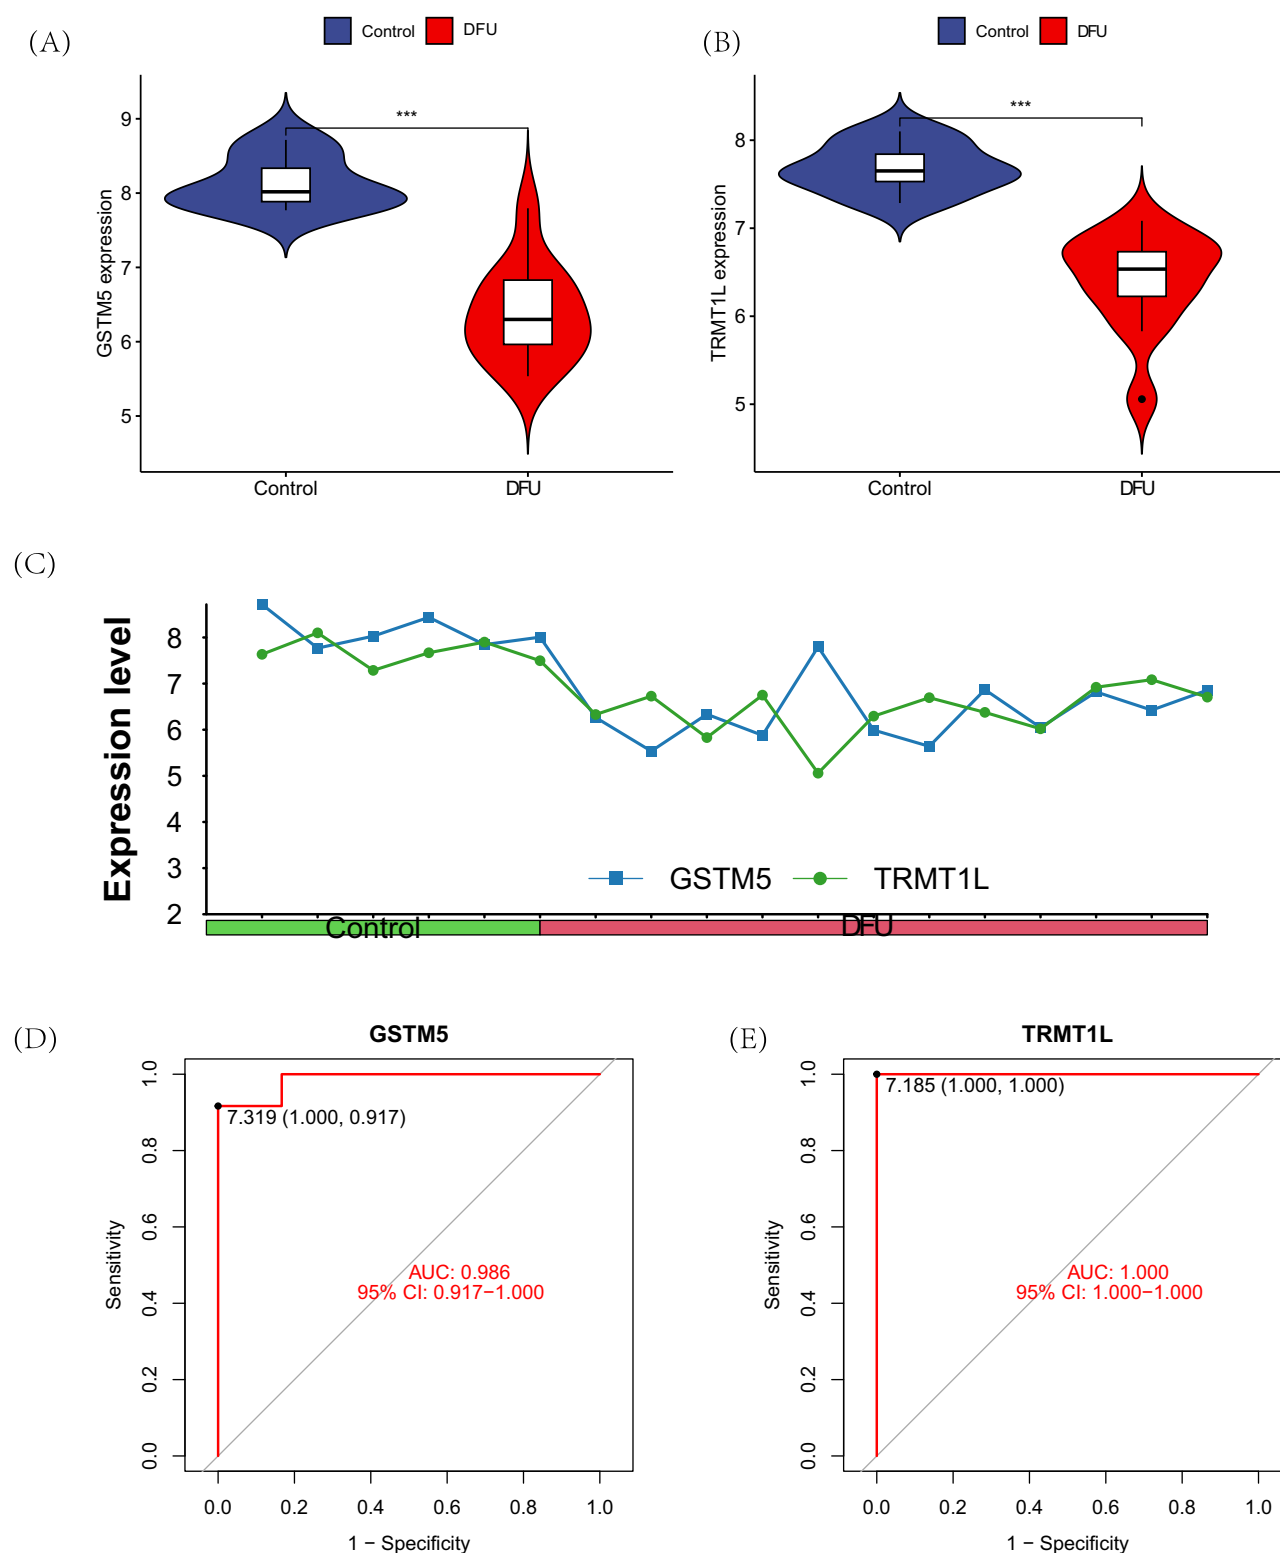 (A)
Control DFU
GSTM5 expression
9
8
7
6
5
***
Control DFU
(B)
Control DFU
TRMT1L expression
8
7
6
5
***
Control DFU
(C)
Expression level
8
7
6
5
4
3
2
GSTM5 TRMT1L
Control DFU
(D)
GSTM5
Sensitivity
1.0
0.8
0.6
0.4
0.2
0.0
7.319 (1.000, 0.917)
AUC: 0.986
95% CI: 0.917−1.000
0.0 0.2 0.4 0.6 0.8 1.0
1 − Specificity
(E)
TRMT1L
Sensitivity
1.0
0.8
0.6
0.4
0.2
0.0
7.185 (1.000, 1.000)
AUC: 1.000
95% CI: 1.000−1.000
0.0 0.2 0.4 0.6 0.8 1.0
1 − Specificity